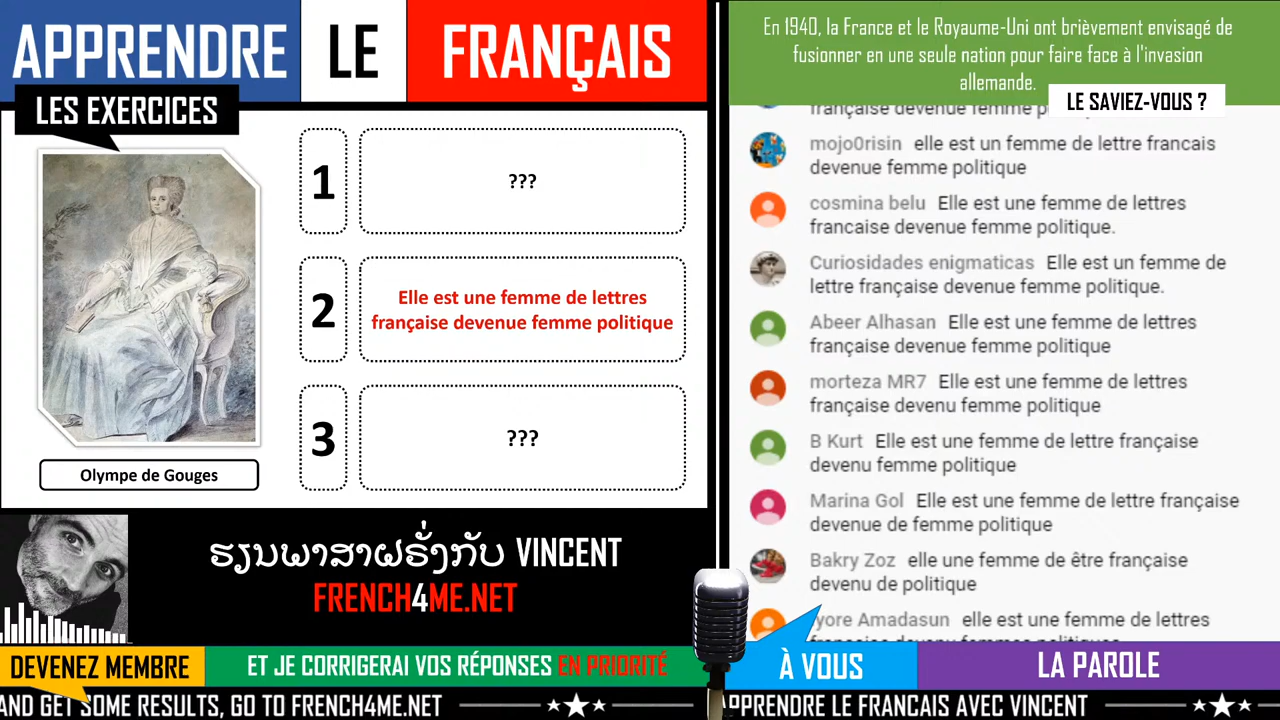 APPRENDRE LE FRANÇAIS
LES EXERCICES
1
???
2
Elle est une femme de lettres
française devenue femme politique
3
???
Olympe de Gouges
ຮຽນພາສາຝຣັ່ງກັບ VINCENT
FRENCH4ME.NET
DEVENEZ MEMBRE
ET JE CORRIGERAI VOS RÉPONSES EN PRIORITÉ
AND GET SOME RESULTS, GO TO FRENCH4ME.NET
En 1940, la France et le Royaume-Uni ont brièvement envisagé de
fusionner en une seule nation pour faire face à l'invasion
allemande.
LE SAVIEZ-VOUS ?
française devenue femme
mojo0risin elle est un femme de lettre francais
devenue femme politique
cosmina belu Elle est une femme de lettres
francaise devenue femme politique.
Curiosidades enigmaticas Elle est un femme de
lettre française devenue femme politique.
Abeer Alhasan Elle est une femme de lettres
française devenue femme politique
morteza MR7 Elle est une femme de lettres
française devenu femme politique
B Kurt Elle est une femme de lettre française
devenu femme politique
Marina Gol Elle est une femme de lettre française
devenue de femme politique
Bakry Zoz elle une femme de être française
devenu de politique
yore Amadasun elle est une femme de lettres
À VOUS
LA PAROLE
PPRENDRE LE FRANCAIS AVEC VINCENT